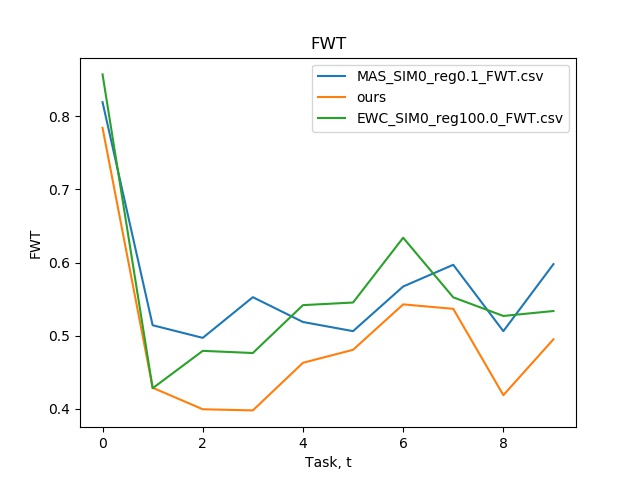 FWT
MAS_SIM0_reg0.1_FWT.csv
ours
EWC_SIM0_reg100.0_FWT.csv
FWT
0.8
0.7
0.6
0.5
0.4
0 2 4 6 8
Task, t